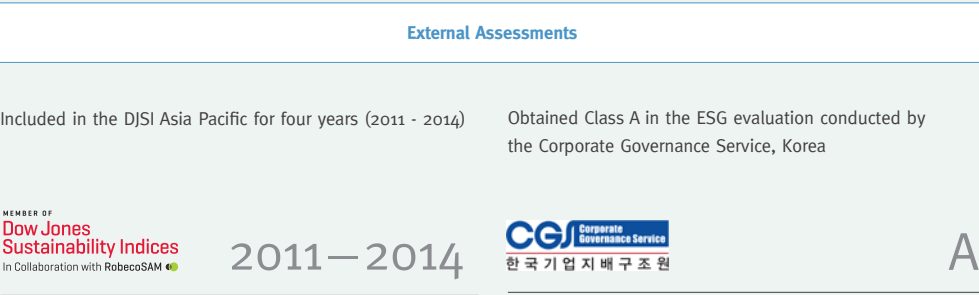 External Assessments
Included in the DJSI Asia Pacific for four years (2011 - 2014)
Obtained Class A in the ESG evaluation conducted by
the Corporate Governance Service, Korea
MEMBER OF
Dow Jones
Sustainability Indices
In Collaboration with RobecoSAM
2011—2014
CGS Corporate
Governance Service
한국기업지배구조원
A